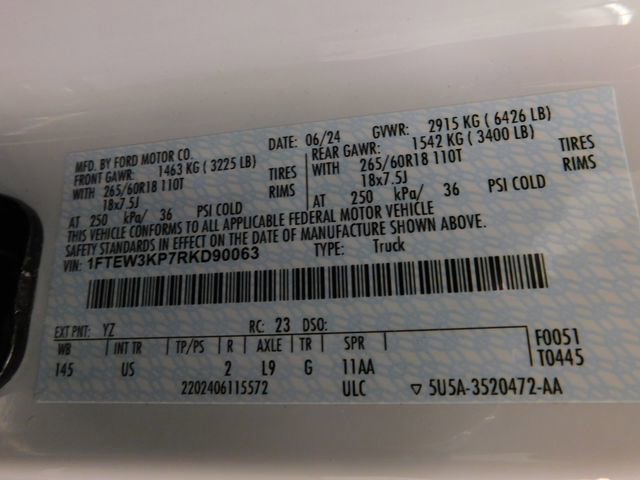 MFD. BY FORD MOTOR CO. DATE: 06/24 GVWR: 2915 KG ( 6426 LB)
FRONT GAWR: 1463 KG ( 3225 LB) REAR GAWR: 1542 KG ( 3400 LB)
WITH 265/60R18 110T TIRES WITH 265/60R18 110T TIRES
18x7.5J RIMS 18x7.5J RIMS
AT 250 kPa/ 36 PSI COLD AT 250 kPa/ 36 PSI COLD
THIS VEHICLE CONFORMS TO ALL APPLICABLE FEDERAL MOTOR VEHICLE
SAFETY STANDARDS IN EFFECT ON THE DATE OF MANUFACTURE SHOWN ABOVE.
VIN: 1FTEW3KP7RKD90063 TYPE: Truck
EXT PNT: YZ RC: 23 DSO: F0051
WB INT TR TP/PS R AXLE TR SPR T0445
145 US 2 L9 G 11AA
2202406115572 ULC ▽ 5U5A-3520472-AA